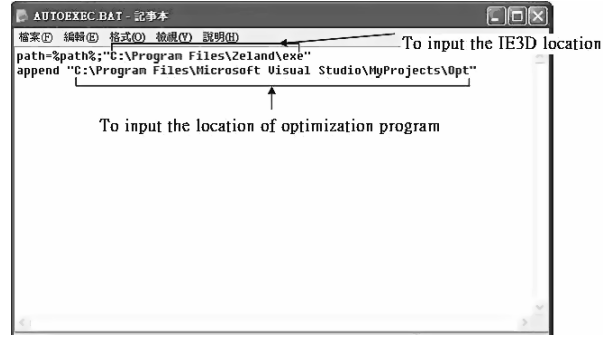 AUTOEXEC.BAT - 記事本
檔案(F) 編輯(E) 格式(O) 檢視(V) 說明(H)
To input the IE3D location
path=%path%;"C:\Program Files\Zeland\exe"
append "C:\Program Files\Microsoft Visual Studio\MyProjects\Opt"
To input the location of optimization program